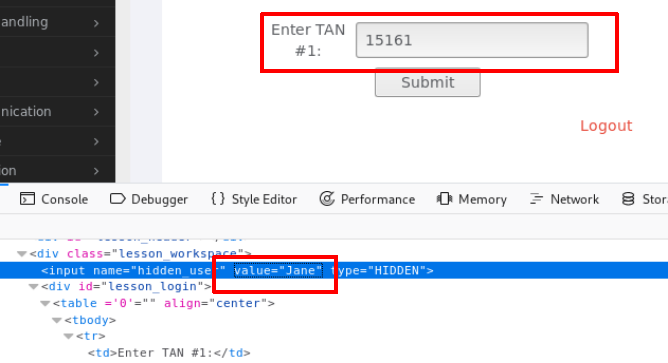 andling
Enter TAN
#1:
15161
Submit
nication
Logout
ion
Console
Debugger
{ } Style Editor
Performance
Memory
Network
Stor
<div class="lesson_workspace">
<input name="hidden_user" value="Jane" type="HIDDEN">
<div id="lesson_login">
<table ='0'="" align="center">
<tbody>
<tr>
<td>Enter TAN #1:</td>